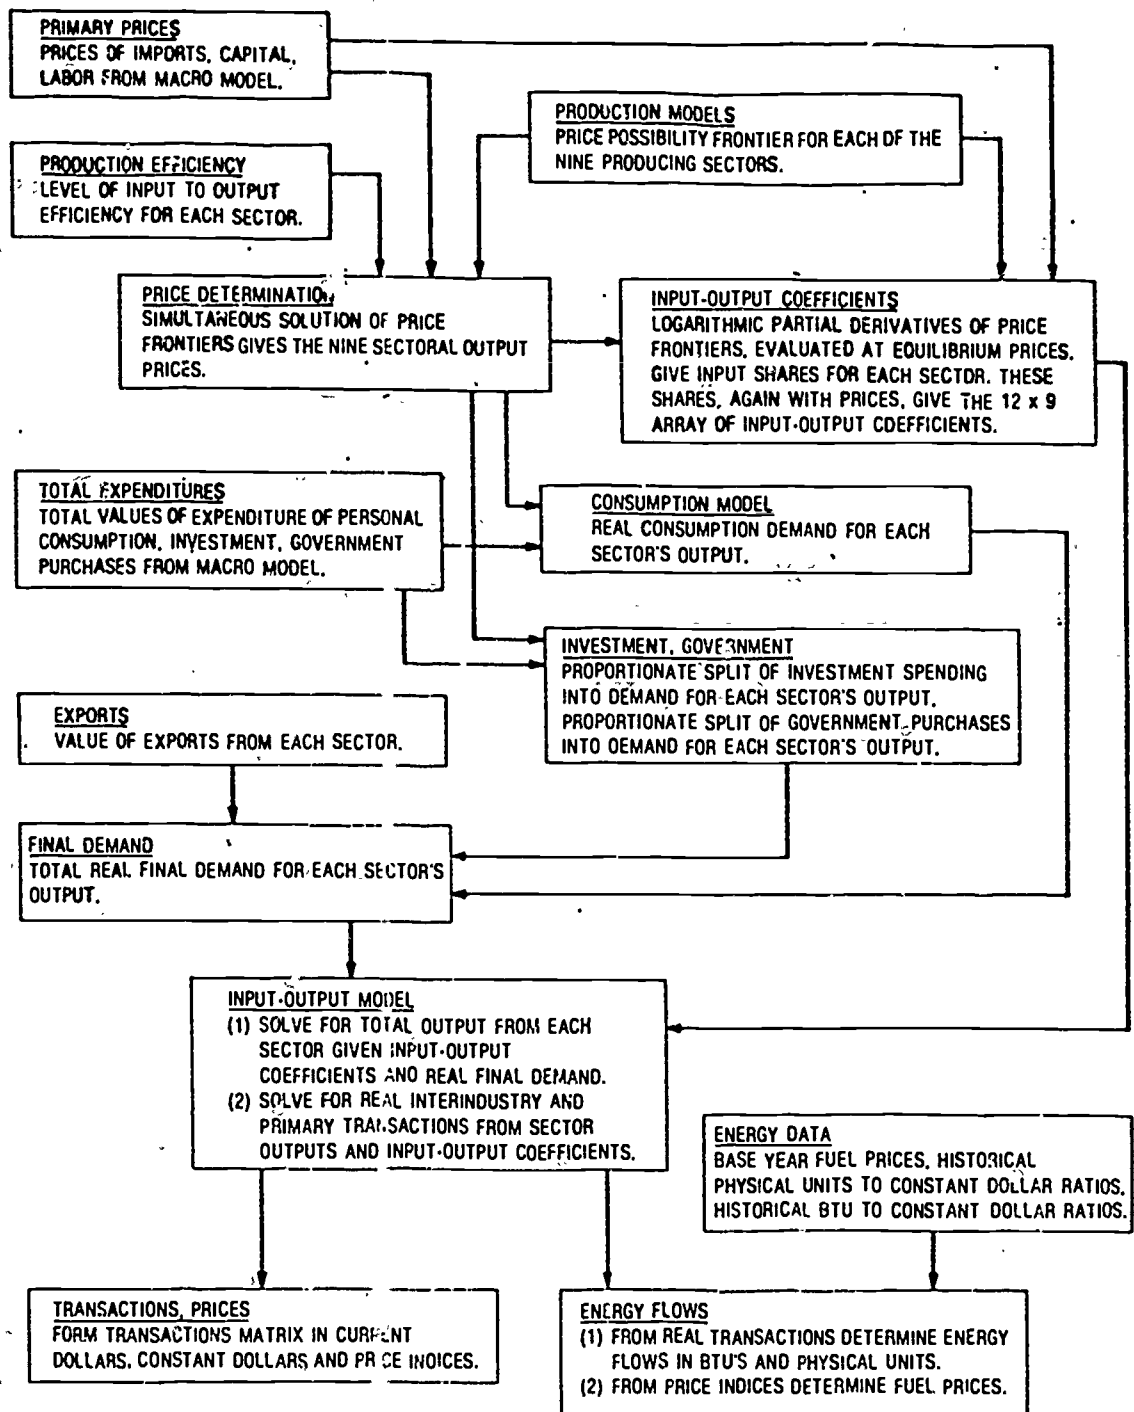 PRIMARY PRICES
PRICES OF IMPORTS, CAPITAL,
LABOR FROM MACRO MODEL.
PRODUCTION MODELS
PRICE POSSIBILITY FRONTIER FOR EACH OF THE
NINE PRODUCING SECTORS.
PRODUCTION EFFICIENCY
LEVEL OF INPUT TO OUTPUT
EFFICIENCY FOR EACH SECTOR.
PRICE DETERMINATION
SIMULTANEOUS SOLUTION OF PRICE
FRONTIERS GIVES THE NINE SECTORAL OUTPUT
PRICES.
INPUT-OUTPUT COEFFICIENTS
LOGARITHMIC PARTIAL DERIVATIVES OF PRICE
FRONTIERS, EVALUATED AT EQUILIBRIUM PRICES,
GIVE INPUT SHARES FOR EACH SECTOR. THESE
SHARES, AGAIN WITH PRICES, GIVE THE 12 x 9
ARRAY OF INPUT-OUTPUT COEFFICIENTS.
TOTAL EXPENDITURES
TOTAL VALUES OF EXPENDITURE OF PERSONAL
CONSUMPTION, INVESTMENT, GOVERNMENT
PURCHASES FROM MACRO MODEL.
CONSUMPTION MODEL
REAL CONSUMPTION DEMAND FOR EACH
SECTOR'S OUTPUT.
INVESTMENT, GOVERNMENT
PROPORTIONATE SPLIT OF INVESTMENT SPENDING
INTO DEMAND FOR EACH SECTOR'S OUTPUT.
PROPORTIONATE SPLIT OF GOVERNMENT PURCHASES
INTO DEMAND FOR EACH SECTOR'S OUTPUT.
EXPORTS
VALUE OF EXPORTS FROM EACH SECTOR.
FINAL DEMAND
TOTAL REAL FINAL DEMAND FOR EACH SECTOR'S
OUTPUT.
INPUT-OUTPUT MODEL
(1) SOLVE FOR TOTAL OUTPUT FROM EACH
SECTOR GIVEN INPUT-OUTPUT
COEFFICIENTS AND REAL FINAL DEMAND.
(2) SOLVE FOR REAL INTERINDUSTRY AND
PRIMARY TRANSACTIONS FROM SECTOR
OUTPUTS AND INPUT-OUTPUT COEFFICIENTS.
ENERGY DATA
BASE YEAR FUEL PRICES, HISTORICAL
PHYSICAL UNITS TO CONSTANT DOLLAR RATIOS.
HISTORICAL BTU TO CONSTANT DOLLAR RATIOS.
TRANSACTIONS, PRICES
FORM TRANSACTIONS MATRIX IN CURRENT
DOLLARS, CONSTANT DOLLARS AND PRICE INDICES.
ENERGY FLOWS
(1) FROM REAL TRANSACTIONS DETERMINE ENERGY
FLOWS IN BTU'S AND PHYSICAL UNITS.
(2) FROM PRICE INDICES DETERMINE FUEL PRICES.